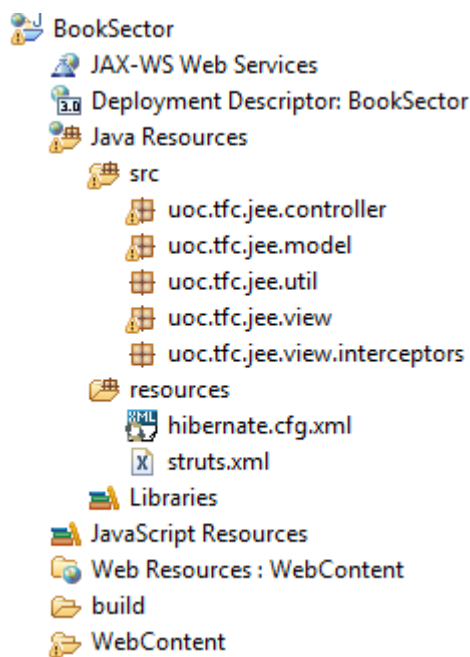 BookSector
JAX-WS Web Services
3.0 Deployment Descriptor: BookSector
Java Resources
src
uoc.tfc.jee.controller
uoc.tfc.jee.model
uoc.tfc.jee.util
uoc.tfc.jee.view
uoc.tfc.jee.view.interceptors
resources
XML hibernate.cfg.xml
X struts.xml
Libraries
JavaScript Resources
Web Resources : WebContent
build
WebContent